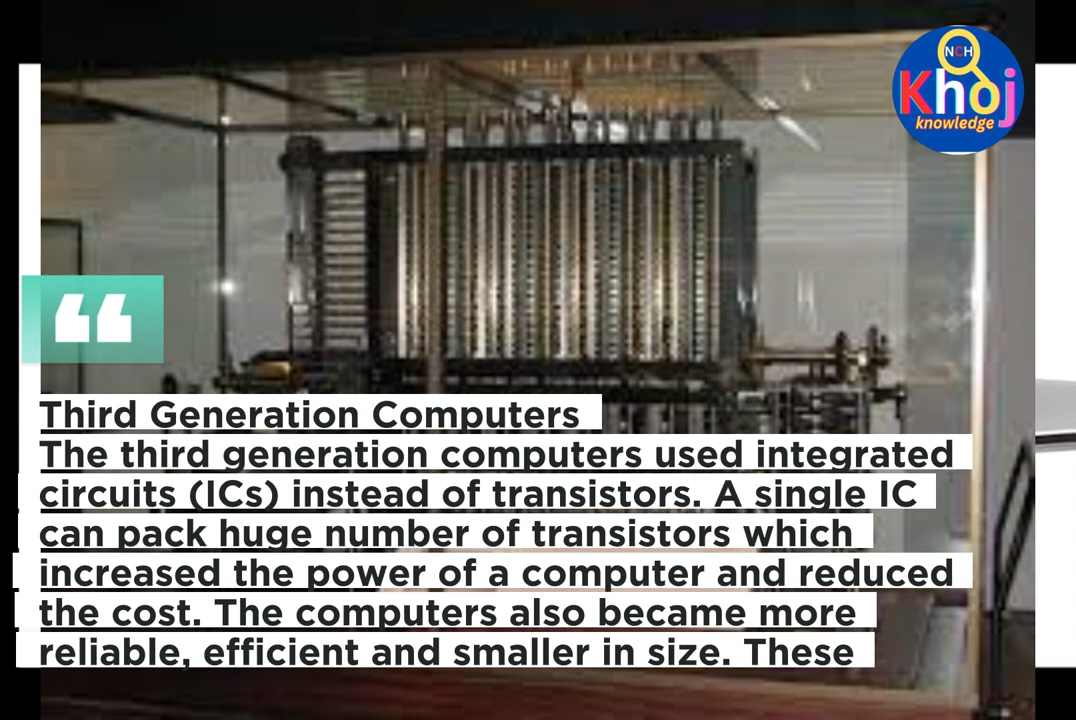 NCH
Khoj
knowledge
“
Third Generation Computers
The third generation computers used integrated
circuits (ICs) instead of transistors. A single IC
can pack huge number of transistors which
increased the power of a computer and reduced
the cost. The computers also became more
reliable, efficient and smaller in size. These